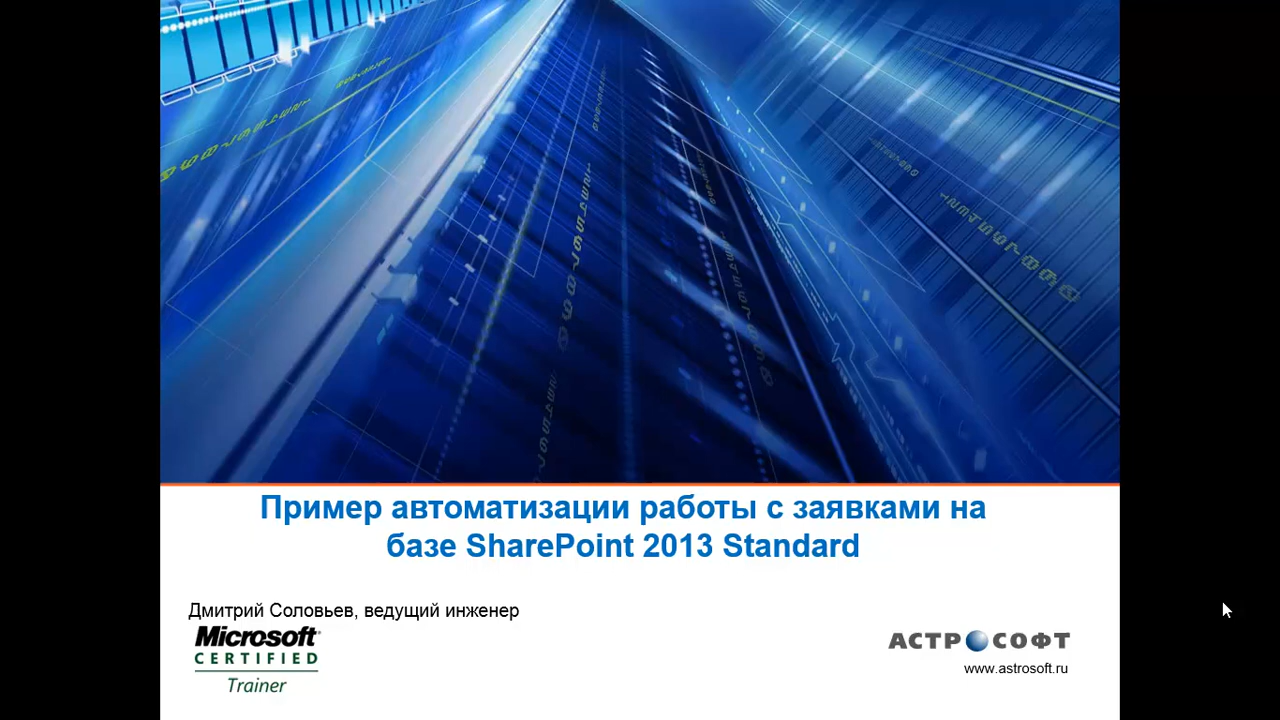 Пример автоматизации работы с заявками на
базе SharePoint 2013 Standard
Дмитрий Соловьев, ведущий инженер
Microsoft
CERTIFIED
Trainer
АСТРОСОФТ
www.astrosoft.ru